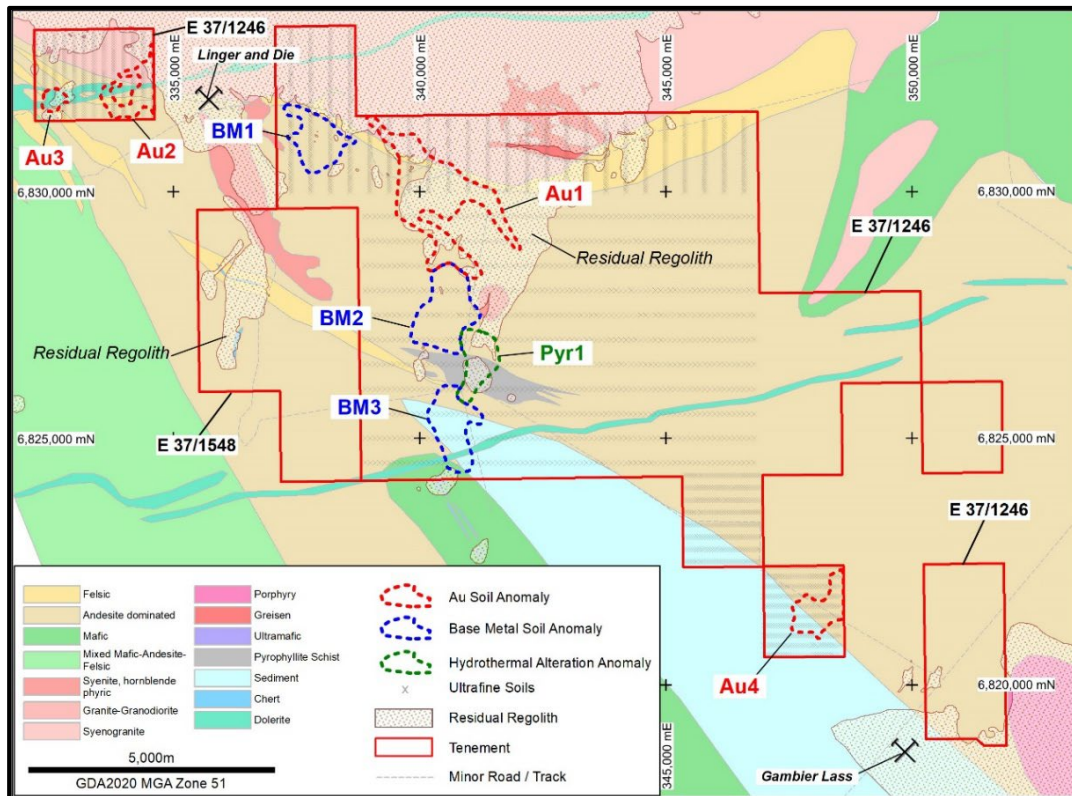 E 37/1246
Linger and Die
335,000 mE
340,000 mE
345,000 mE
350,000 mE
BM1
Au3
Au2
6,830,000 mN
6,830,000 mN
Au1
E 37/1246
Residual Regolith
BM2
Residual Regolith
Pyr1
BM3
6,825,000 mN
6,825,000 mN
E 37/1548
E 37/1246
Au4
6,820,000 mN
345,000 mE
Gambier Lass
Felsic
Andesite dominated
Mafic
Mixed Mafic-Andesite-
Felsic
Syenite, hornblende
phyric
Granite-Granodiorite
Syenogranite
Porphyry
Greisen
Ultramafic
Pyrophyllite Schist
Sediment
Chert
Dolerite
Au Soil Anomaly
Base Metal Soil Anomaly
Hydrothermal Alteration Anomaly
x Ultrafine Soils
Residual Regolith
Tenement
Minor Road / Track
5,000m
GDA2020 MGA Zone 51